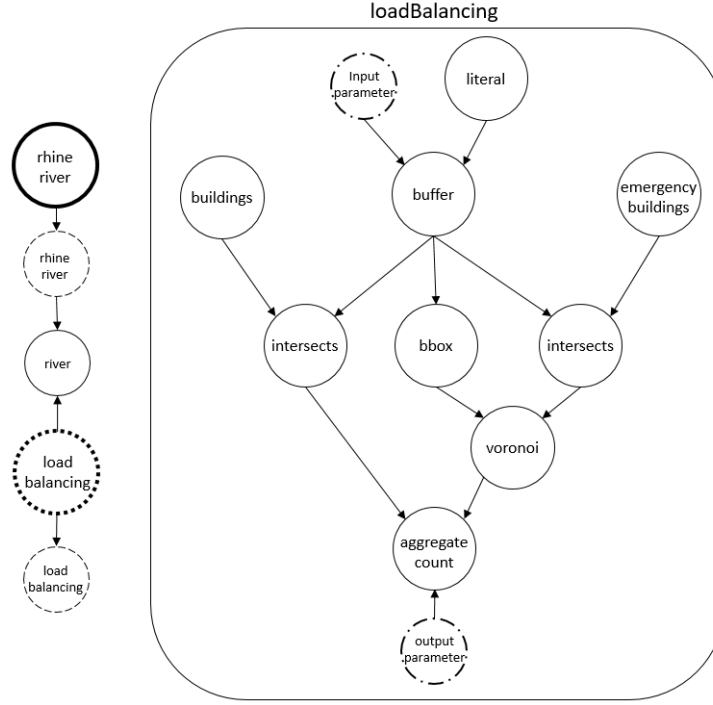 loadBalancing
Input
parameter
literal
rhine
river
buildings
buffer
emergency
buildings
rhine
river
intersects
bbox
intersects
river
load
balancing
voronoi
aggregate
count
load
balancing
output
parameter